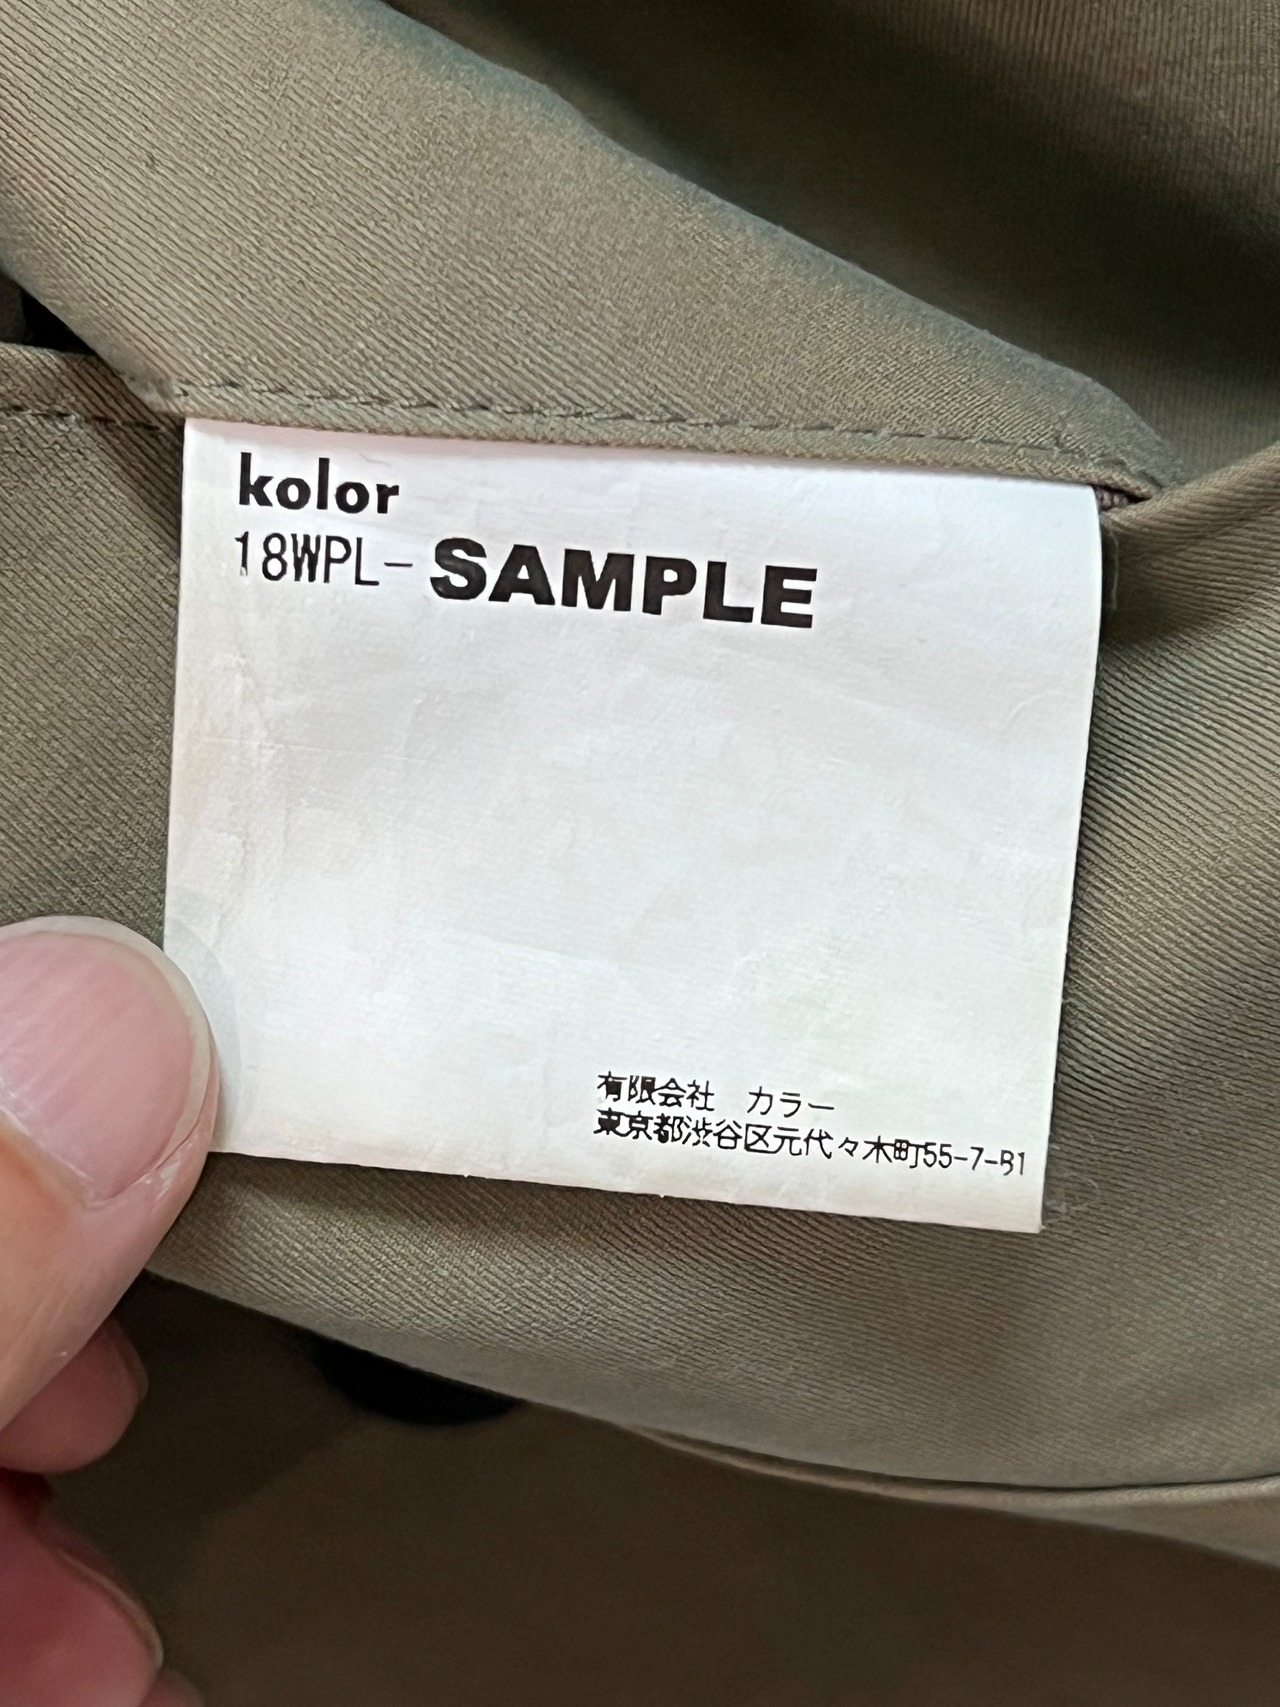 kolor
18WPL-SAMPLE
有限会社 カラー
東京都渋谷区元代々木町55-7-B1